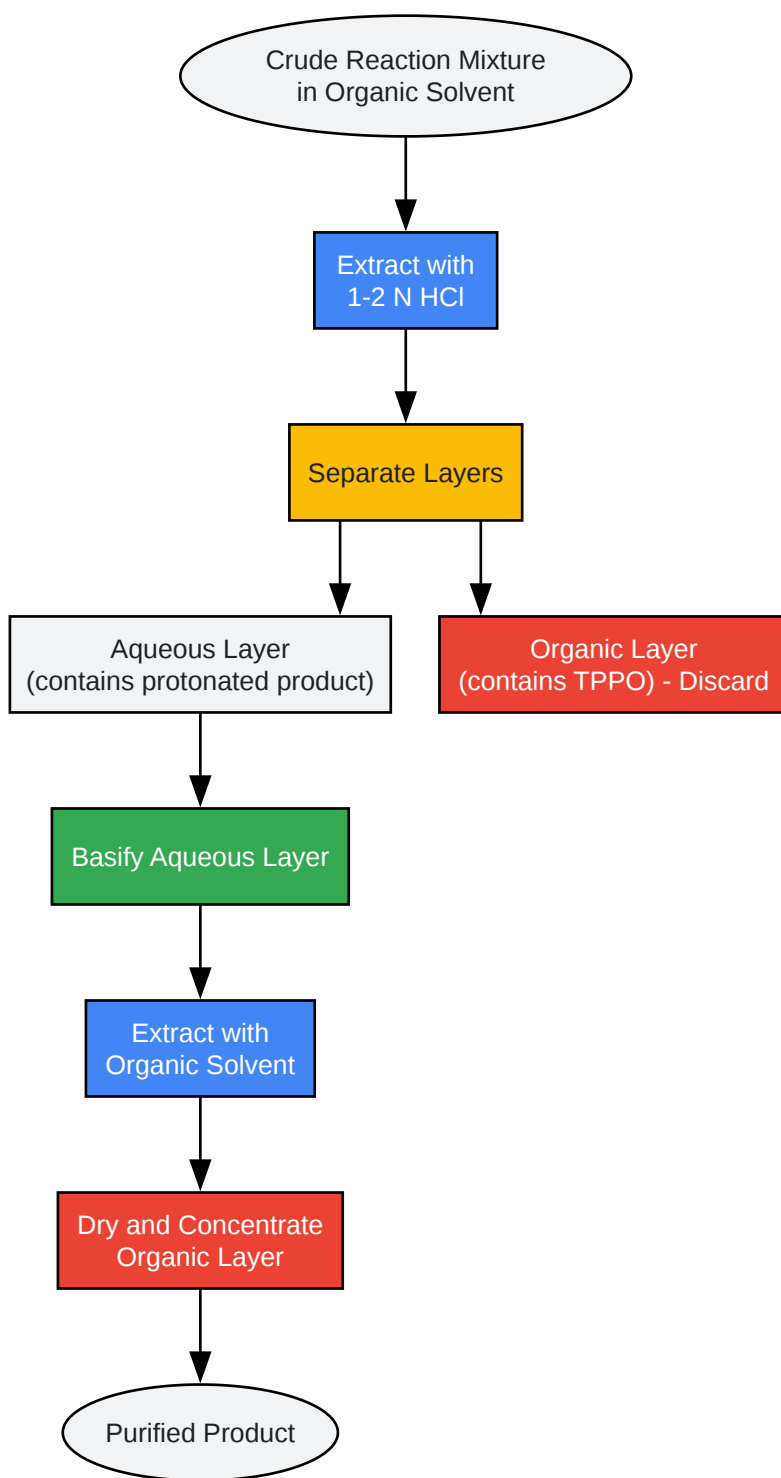 Crude Reaction Mixture
in Organic Solvent
Extract with
1-2 N HCl
Separate Layers
Aqueous Layer
(contains protonated product)
Organic Layer
(contains TPPO) - Discard
Basify Aqueous Layer
Extract with
Organic Solvent
Dry and Concentrate
Organic Layer
Purified Product